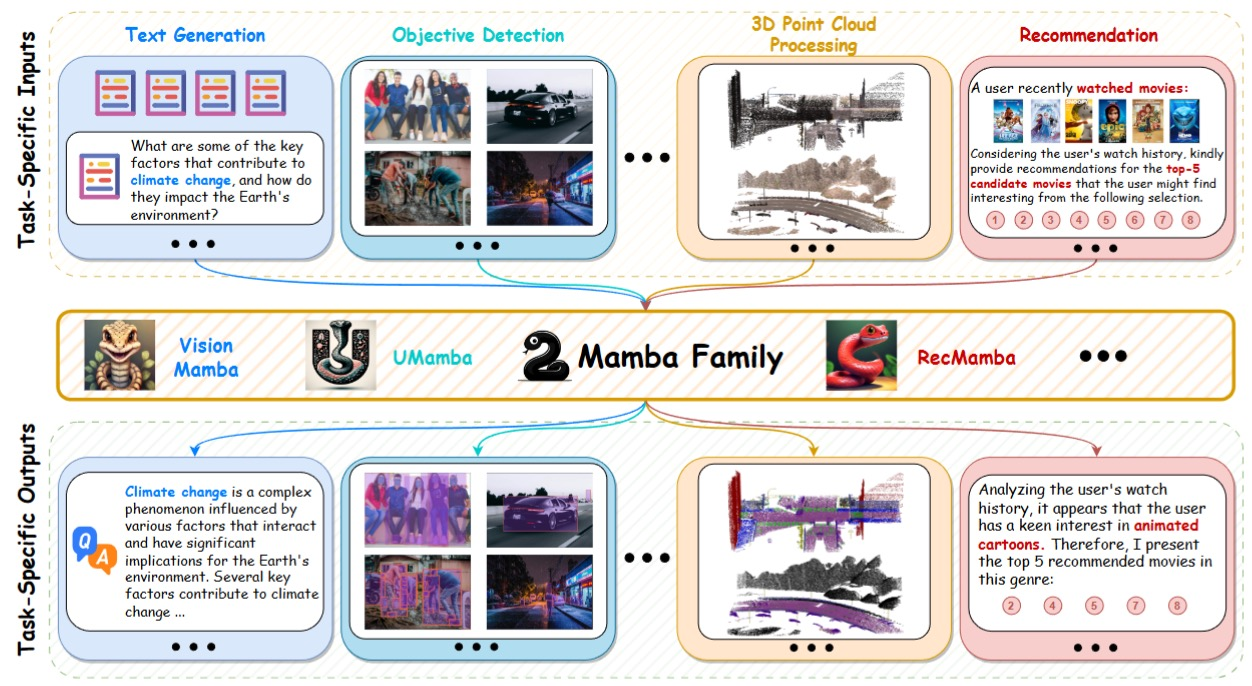 Task-Specific Inputs
Text Generation
What are some of the key
factors that contribute to
climate change, and how do
they impact the Earth's
environment?
Objective Detection
3D Point Cloud
Processing
Recommendation
A user recently watched movies:
Considering the user's watch history, kindly
provide recommendations for the top-5
candidate movies that the user might find
interesting from the following selection.
1 2 3 4 5 6 7 8
Vision
Mamba
UMamba
Mamba Family
RecMamba
Task-Specific Outputs
Q
A
Climate change is a complex
phenomenon influenced by
various factors that interact
and have significant
implications for the Earth's
environment. Several key
factors contribute to climate
change ...
Analyzing the user's watch
history, it appears that the user
has a keen interest in animated
cartoons. Therefore, I present
the top 5 recommended movies in
this genre:
2 4 5 7 8